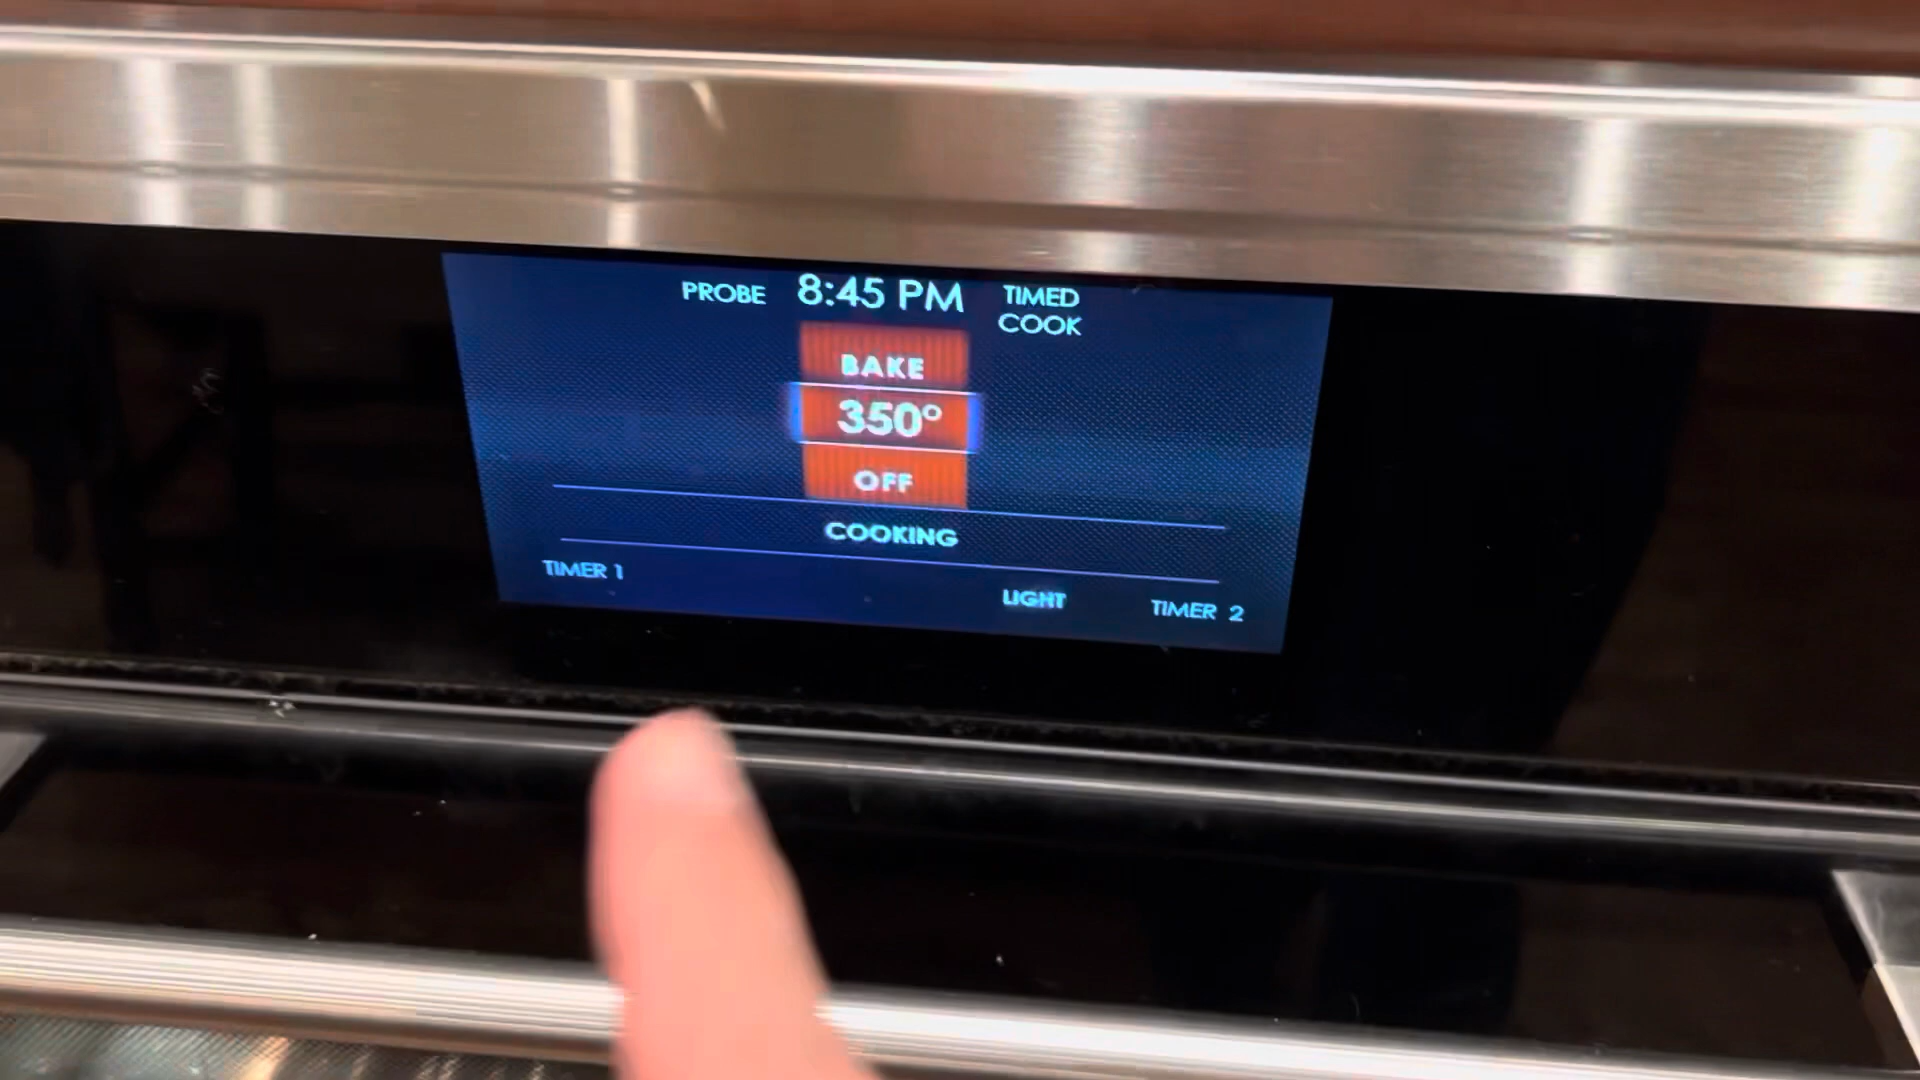 PROBE 8:45 PM TIMED
COOK
BAKE
350°
OFF
COOKING
TIMER 1
LIGHT
TIMER 2